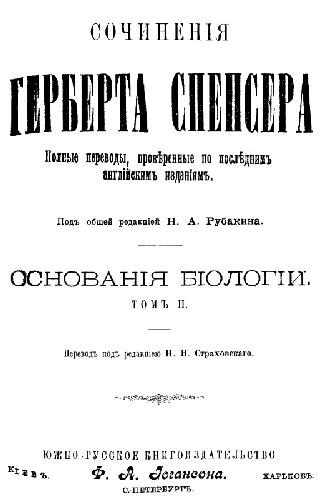 СОЧИНЕНІЯ
ГЕРБЕРТА СПЕНСЕРА
Полные переводы, провѣренные по послѣднимъ
англійскимъ изданіямъ.
Подъ общей редакціей Н. А. Рубакина.
ОСНОВАНІЯ БІОЛОГІИ.
ТОМЪ II.
Переводъ подъ редакціею Н. Н. Страховскаго.
ЮЖНО-РУССКОЕ КНИГОИЗДАТЕЛЬСТВО
КІЕВЪ. Ф. А. Іогансона. ХАРЬКОВЪ.
С.-ПЕТЕРБУРГЪ.